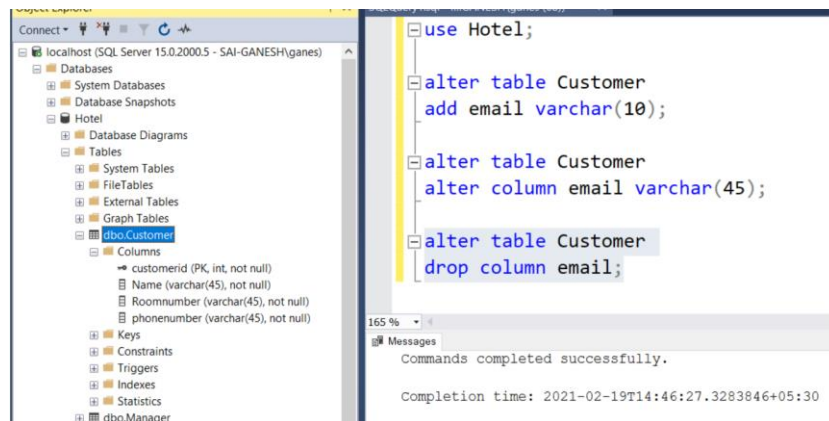 Connect
localhost (SQL Server 15.0.2000.5 - SAI-GANESH\ganes)
Databases
System Databases
Database Snapshots
Hotel
Database Diagrams
Tables
System Tables
FileTables
External Tables
Graph Tables
dbo.Customer
Columns
customerid (PK, int, not null)
Name (varchar(45), not null)
Roomnumber (varchar(45), not null)
phonenumber (varchar(45), not null)
Keys
Constraints
Triggers
Indexes
Statistics
dbo.Manager
use Hotel;
alter table Customer
add email varchar(10);
alter table Customer
alter column email varchar(45);
alter table Customer
drop column email;
165 %
Messages
Commands completed successfully.
Completion time: 2021-02-19T14:46:27.3283846+05:30